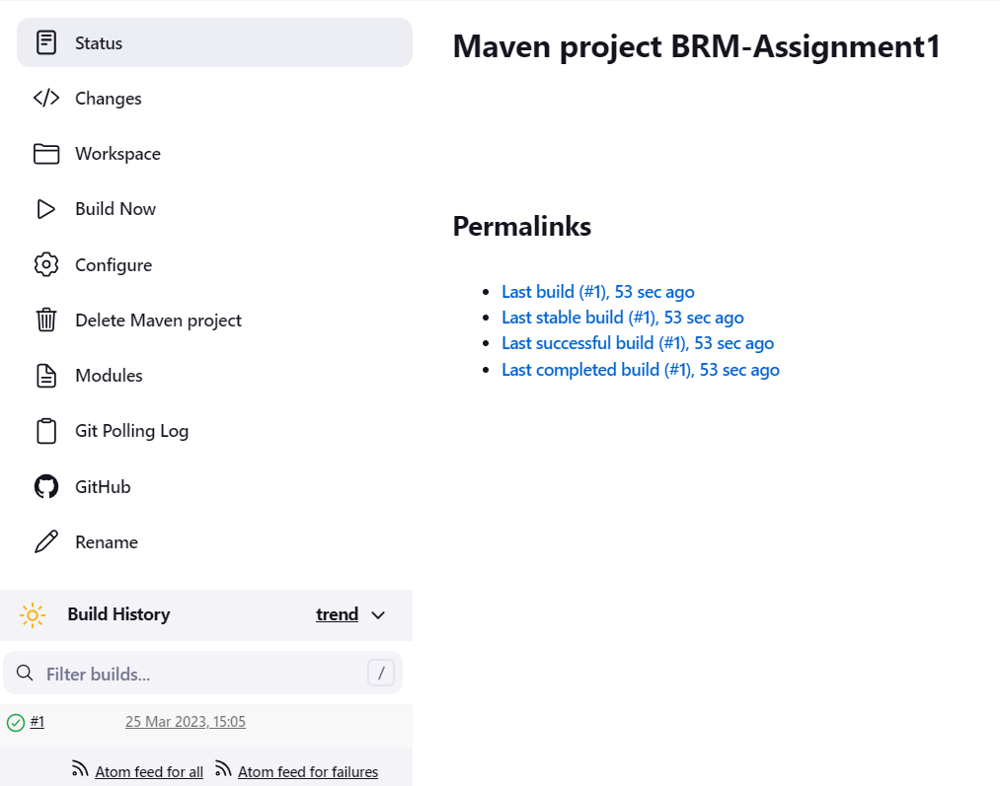 Status
Changes
Workspace
Build Now
Configure
Delete Maven project
Modules
Git Polling Log
GitHub
Rename
Build History trend
Filter builds... /
#1 25 Mar 2023, 15:05
Atom feed for all Atom feed for failures
Maven project BRM-Assignment1
Permalinks
Last build (#1), 53 sec ago
Last stable build (#1), 53 sec ago
Last successful build (#1), 53 sec ago
Last completed build (#1), 53 sec ago